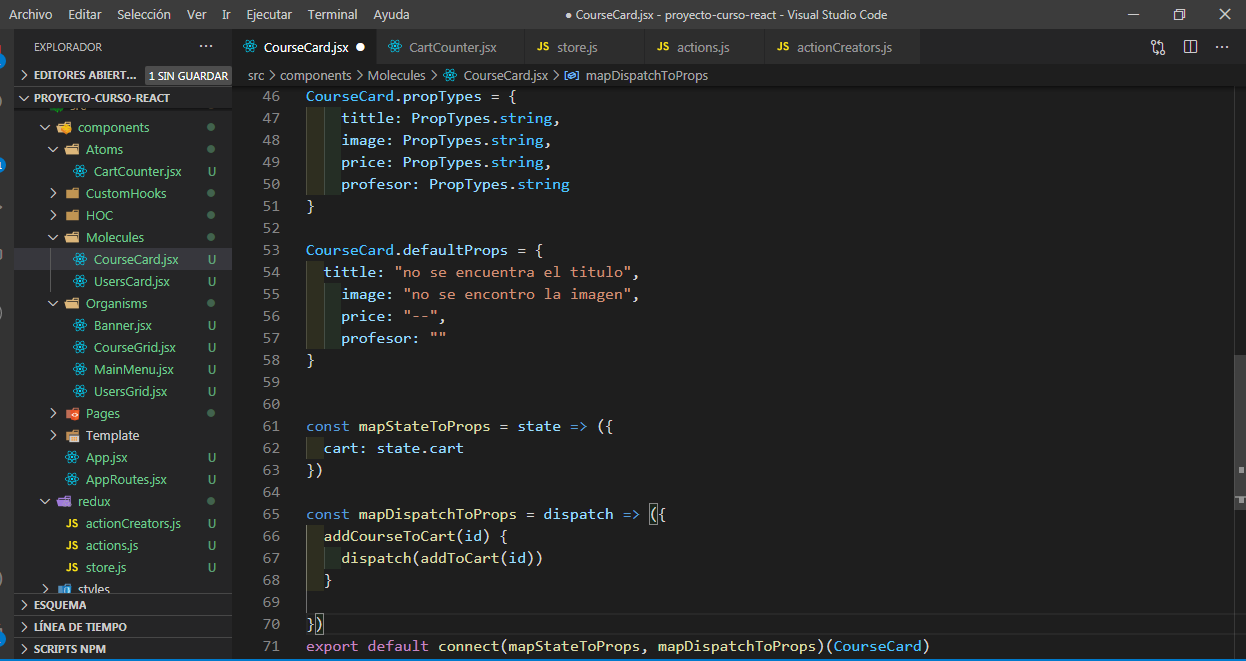 Archivo Editar Selección Ver Ir Ejecutar Terminal Ayuda ● CourseCard.jsx - proyecto-curso-react - Visual Studio Code
EXPLORADOR ···
EDITORES ABIERT... 1 SIN GUARDAR
PROYECTO-CURSO-REACT
src
components
Atoms
CartCounter.jsx U
CustomHooks
HOC
Molecules
CourseCard.jsx U
UsersCard.jsx U
Organisms
Banner.jsx U
CourseGrid.jsx U
MainMenu.jsx U
UsersGrid.jsx U
Pages
Template
App.jsx U
AppRoutes.jsx U
redux
JS actionCreators.js U
JS actions.js U
JS store.js U
styles
ESQUEMA
LÍNEA DE TIEMPO
SCRIPTS NPM
CourseCard.jsx ● CartCounter.jsx JS store.js JS actions.js JS actionCreators.js ···
src > components > Molecules > CourseCard.jsx > mapDispatchToProps
46 CourseCard.propTypes = {
47 tittle: PropTypes.string,
48 image: PropTypes.string,
49 price: PropTypes.string,
50 profesor: PropTypes.string
51 }
52
53 CourseCard.defaultProps = {
54 tittle: "no se encuentra el titulo",
55 image: "no se encontro la imagen",
56 price: "--",
57 profesor: ""
58 }
59
60
61 const mapStateToProps = state => ({
62 cart: state.cart
63 })
64
65 const mapDispatchToProps = dispatch => ({
66 addCourseToCart(id) {
67 dispatch(addToCart(id))
68 }
69
70 })
71 export default connect(mapStateToProps, mapDispatchToProps)(CourseCard)